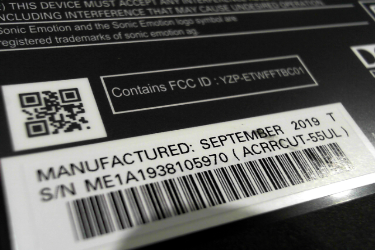 ) THIS DEVICE MUST ACCEPT ANY
INCLUDING INTERFERENCE THAT MAY CAUSE UNDESIRED OPERATION
Sonic Emotion and the Sonic Emotion logo symbol are
registered trademarks of sonic emotion ag.
Contains FCC ID : YZP-ETWFFTBC01
MANUFACTURED: SEPTEMBER 2019 T
S/N ME1A1938105970 ( ACRRCUT-55UL )